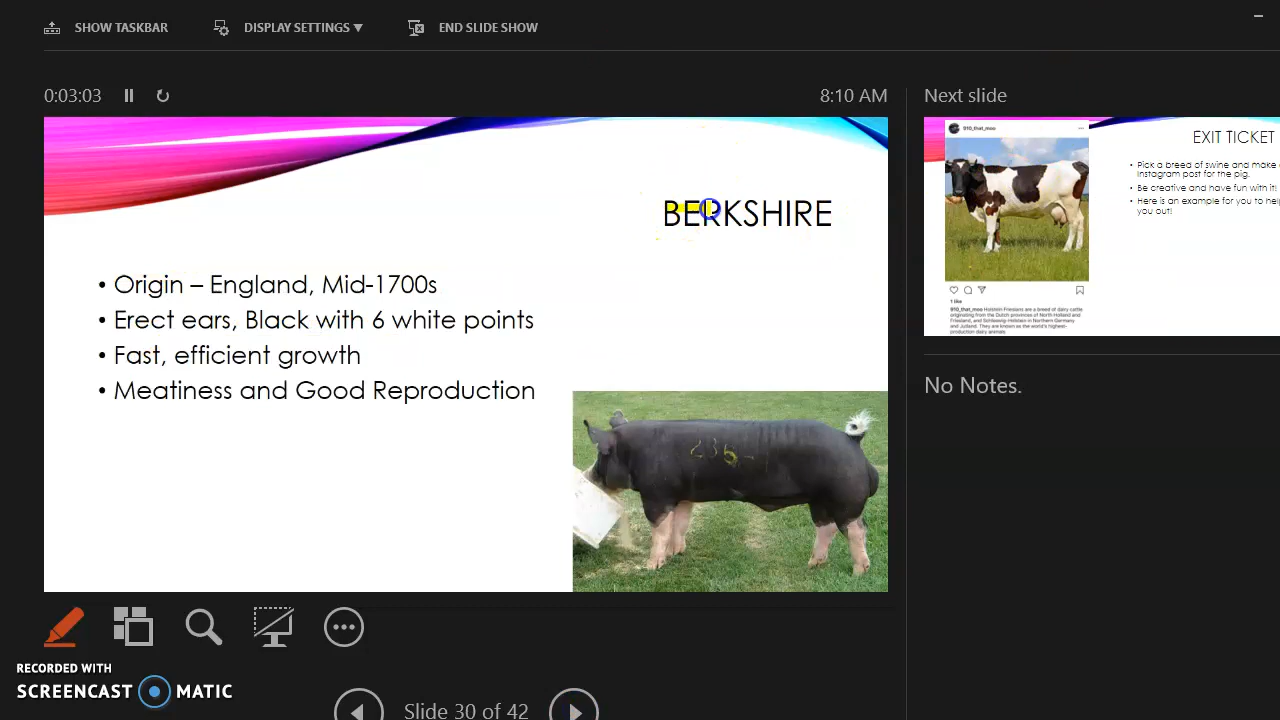 SHOW TASKBAR
DISPLAY SETTINGS ▼
END SLIDE SHOW
0:03:03
8:10 AM
BERKSHIRE
• Origin – England, Mid-1700s
• Erect ears, Black with 6 white points
• Fast, efficient growth
• Meatiness and Good Reproduction
236-
Next slide
910_that_moo
1 like
910_that_moo Holstein-Friesians are a breed of dairy cattle
originating from the Dutch provinces of North Holland and
Friesland, and Schleswig-Holstein in Northern Germany
and Jutland. They are known as the world's highest-
production dairy animals
EXIT TICKET
• Pick a breed of swine and make
Instagram post for the pig.
• Be creative and have fun with it!
• Here is an example for you to help
you out!
No Notes.
RECORDED WITH
SCREENCAST MATIC
Slide 30 of 42